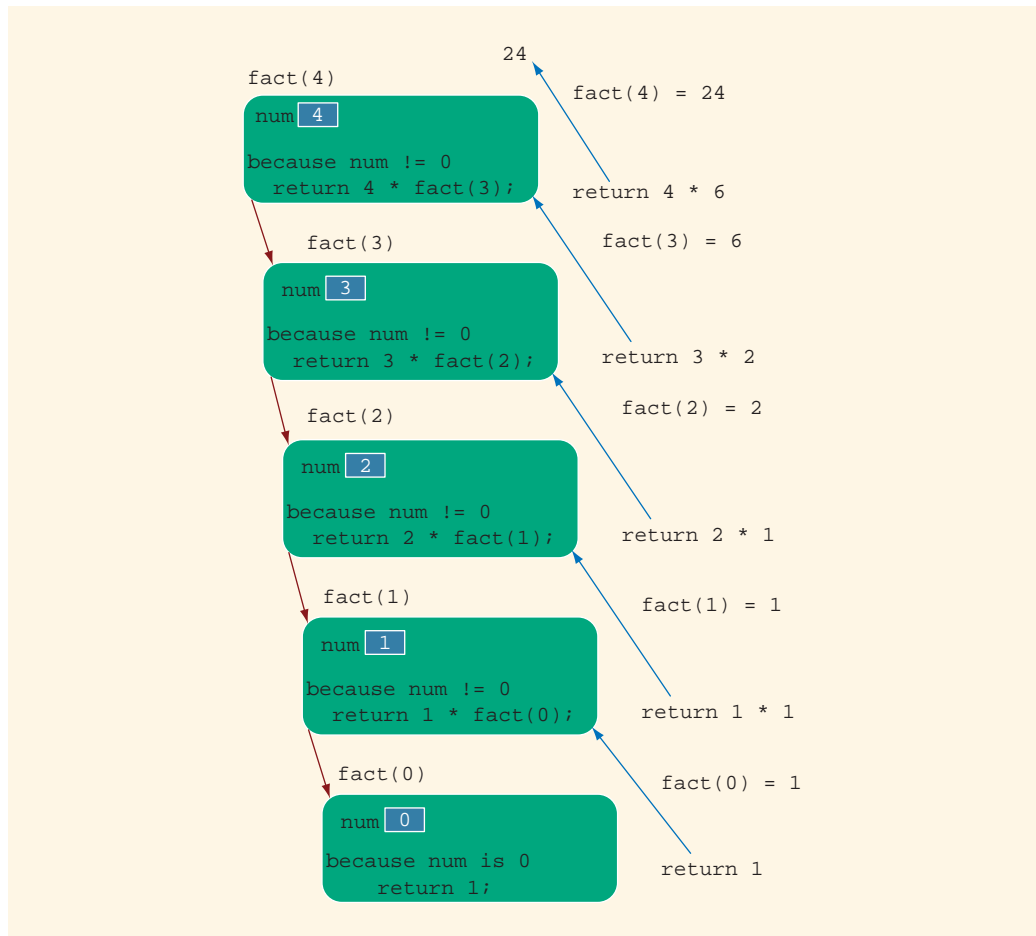 24
fact(4)
fact(4) = 24
num 4
because num != 0
return 4 * fact(3);
return 4 * 6
fact(3)
fact(3) = 6
num 3
because num != 0
return 3 * fact(2);
return 3 * 2
fact(2)
fact(2) = 2
num 2
because num != 0
return 2 * fact(1);
return 2 * 1
fact(1)
fact(1) = 1
num 1
because num != 0
return 1 * fact(0);
return 1 * 1
fact(0)
fact(0) = 1
num 0
because num is 0
return 1;
return 1